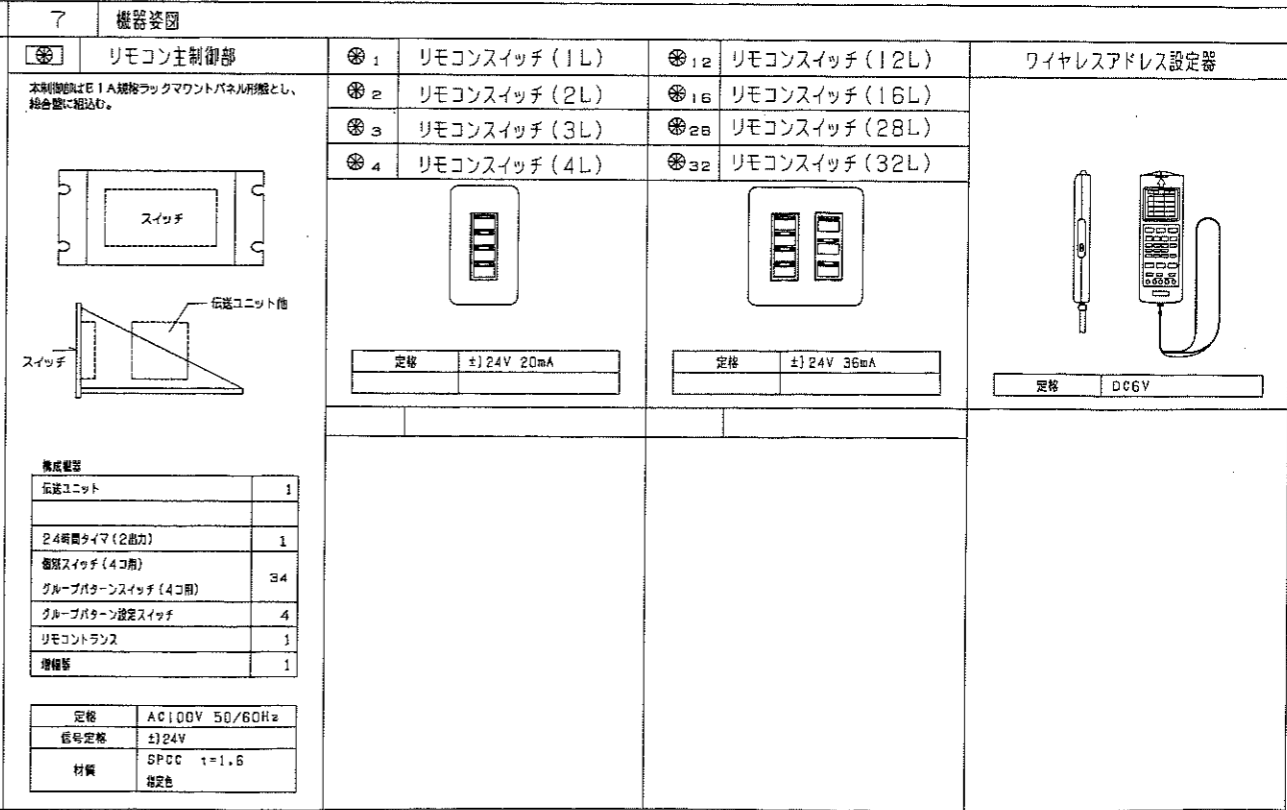 7 機器姿図
リモコン主制御部
本制御部はEIA規格ラックマウントパネル形態とし、
総合盤に組込む。
スイッチ
伝送ユニット他
スイッチ
構成機器
伝送ユニット 1
24時間タイマ(2出力) 1
個別スイッチ(4コ用)
グループパターンスイッチ(4コ用)
34
グループパターン設定スイッチ 4
リモコントランス 1
増幅器 1
定格 AC100V 50/60Hz
信号定格 ±}24V
材質 SPCC t=1.6
指定色
1 リモコンスイッチ(1L)
2 リモコンスイッチ(2L)
3 リモコンスイッチ(3L)
4 リモコンスイッチ(4L)
定格 ±}24V 20mA
12 リモコンスイッチ(12L)
16 リモコンスイッチ(16L)
28 リモコンスイッチ(28L)
32 リモコンスイッチ(32L)
定格 ±}24V 36mA
ワイヤレスアドレス設定器
定格 DC6V